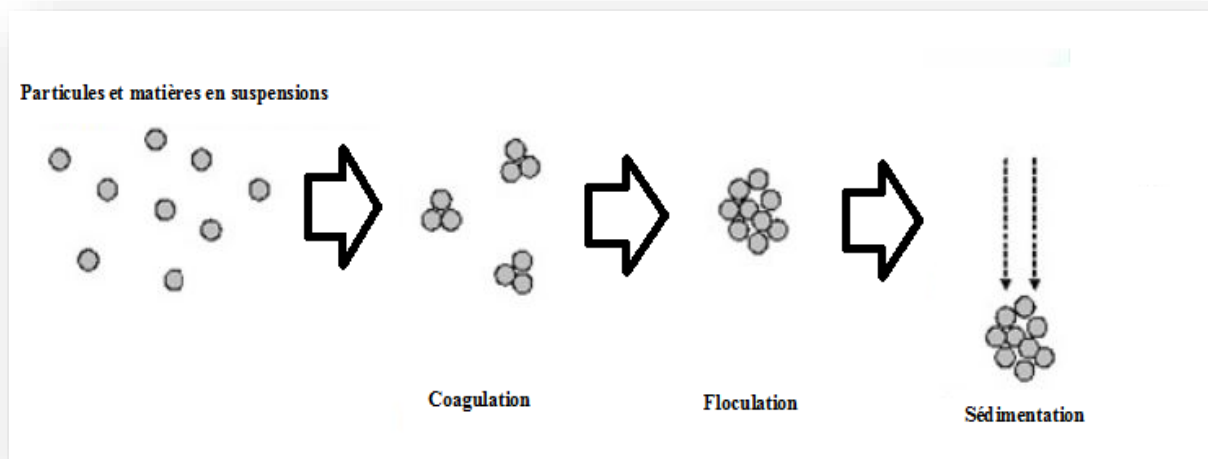 Particules et matières en suspensions
Coagulation
Floculation
Sédimentation